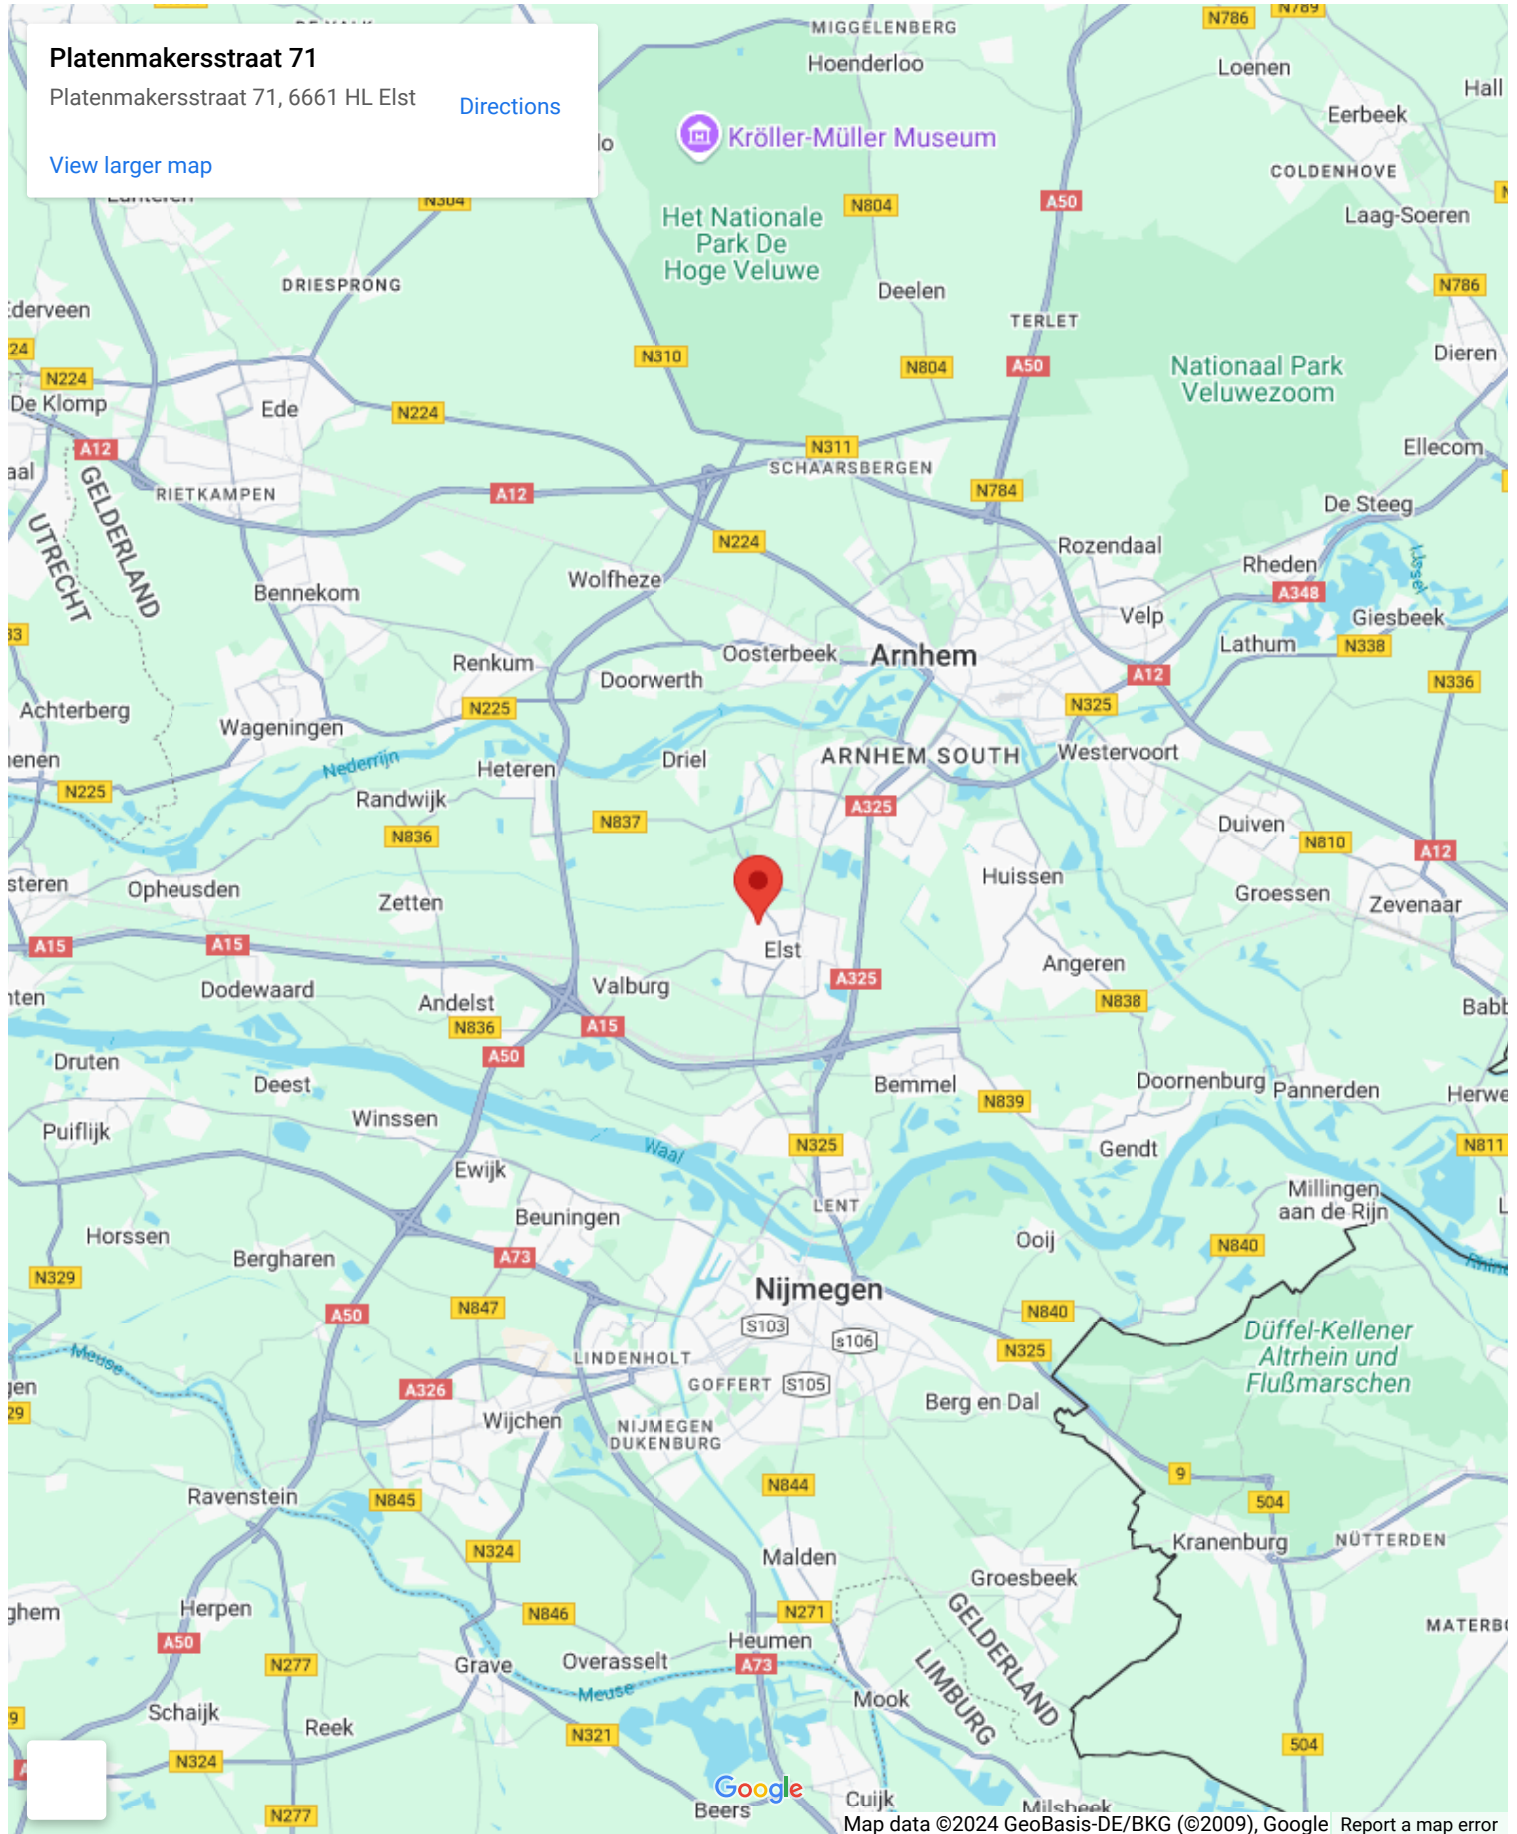 Platenmakersstraat 71
Platenmakersstraat 71, 6661 HL Elst
Directions
View larger map
MIGGELENBERG
Hoenderloo
N786
N789
Loenen
Hall
Eerbeek
Kröller-Müller Museum
COLDENHOVE
N304
N804
A50
Laag-Soeren
Het Nationale
Park De
Hoge Veluwe
DRIESPRONG
Deelen
N786
Ederveen
TERLET
N310
N804
A50
Nationaal Park
Veluwezoom
Dieren
24
N224
De Klomp
Ede
N224
A12
N311
SCHAARSBERGEN
Ellecom
RIETKAMPEN
A12
N784
De Steeg
GELDERLAND
UTRECHT
N224
Rozendaal
Rheden
IJssel
Wolfheze
Bennekom
A348
Velp
Giesbeek
33
Oosterbeek
Arnhem
Lathum
N338
Renkum
Doorwerth
A12
N336
N225
N325
Achterberg
Wageningen
Driel
ARNHEM SOUTH
Westervoort
Nederrijn
Heteren
N225
Randwijk
A325
N836
N837
Duiven
N810
A12
Huissen
Opheusden
Zetten
Groessen
Zevenaar
A15
A15
Elst
Angeren
A325
Dodewaard
Andelst
Valburg
N838
N836
A15
Druten
A50
Deest
Bemmel
Doornenburg
Pannerden
N839
Winssen
Puiflijk
Waal
N325
Gendt
N811
Ewijk
Millingen
aan de Rijn
LENT
Beuningen
Horssen
Ooij
N840
Bergharen
A73
N329
Nijmegen
N847
A50
N840
S103
s106
N325
Düffel-Kellener
Altrhein und
Flußmarschen
Meuse
LINDENHOLT
A326
GOFFERT
S105
Berg en Dal
29
Wijchen
NIJMEGEN
DUKENBURG
9
N844
Ravenstein
N845
504
N324
Malden
Kranenburg
NÜTTERDEN
Groesbeek
Herpen
N846
N271
GELDERLAND
A50
Heumen
N277
Grave
Overasselt
A73
LIMBURG
Meuse
Mook
9
Schaijk
Reek
N321
504
N324
Google
Beers
Cuijk
Milsbeek
N277
Map data ©2024 GeoBasis-DE/BKG (©2009), Google
Report a map error